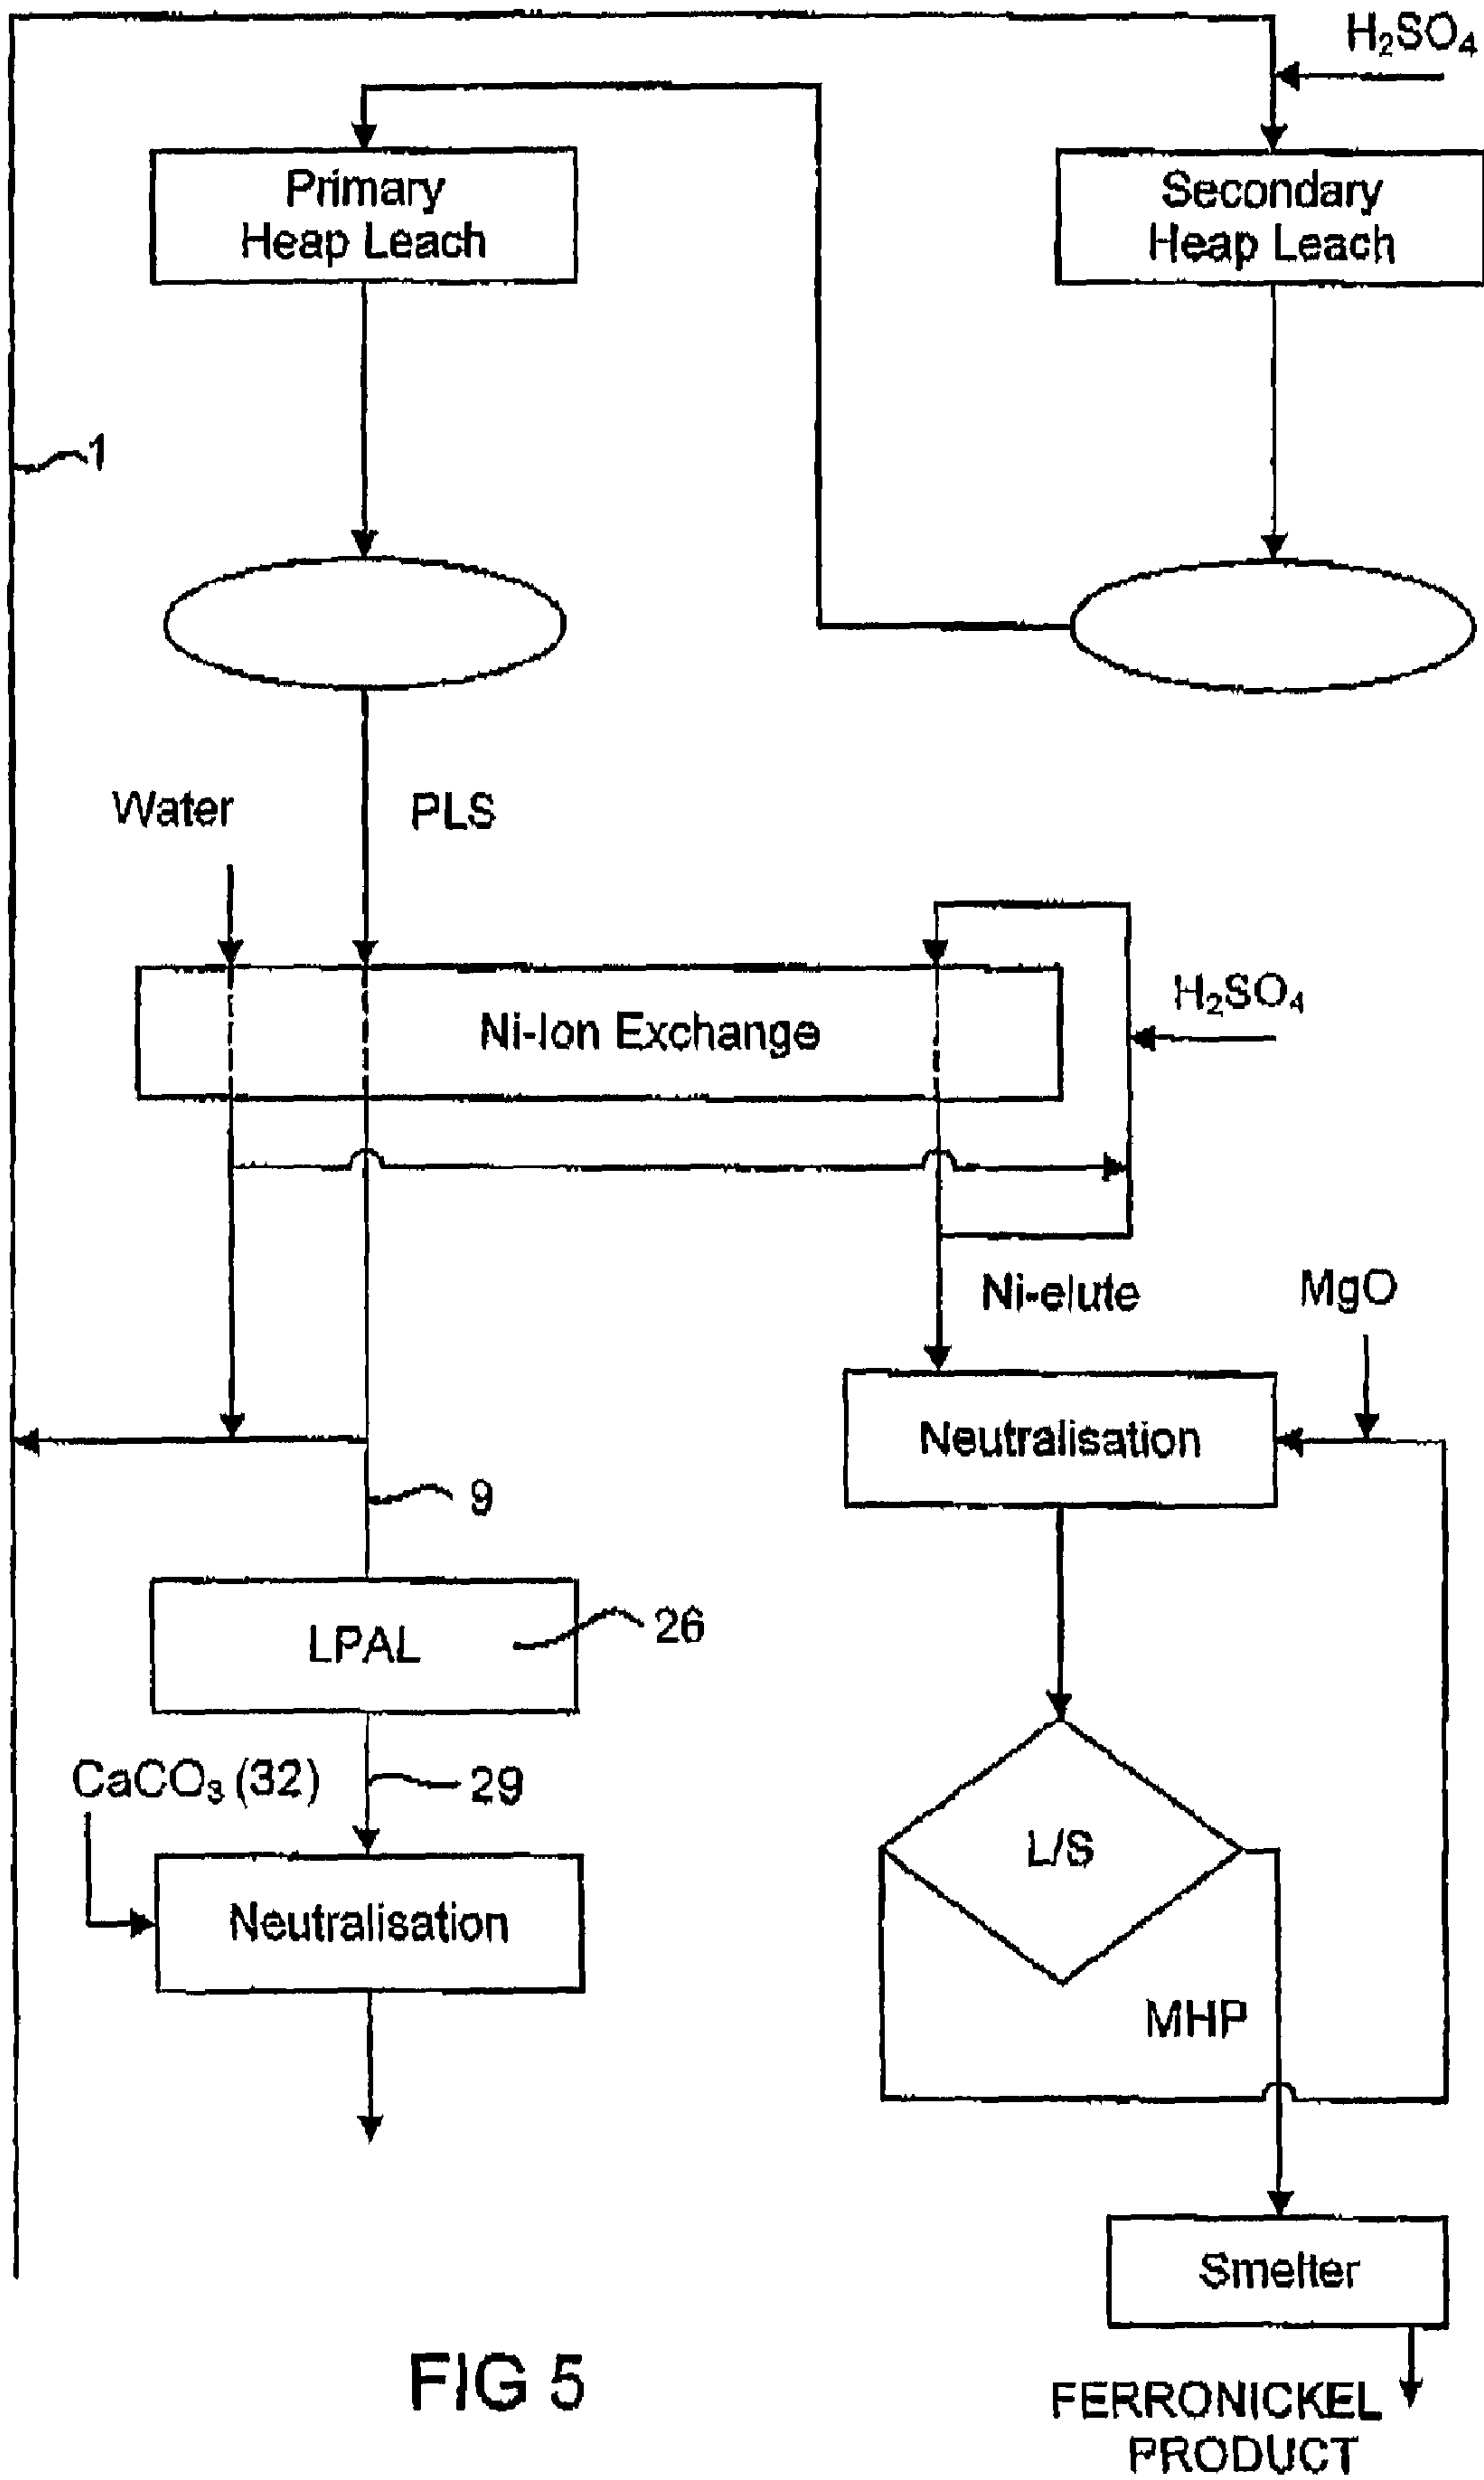 H₂SO₄
Primary
Heap Leach
Secondary
Heap Leach
1
Water
PLS
Ni-Ion Exchange
H₂SO₄
Ni-elute
MgO
Neutralisation
9
LPAL
26
CaCO₃ (32)
29
L/S
Neutralisation
MHP
Smelter
FIG 5
FERRONICKEL
PRODUCT